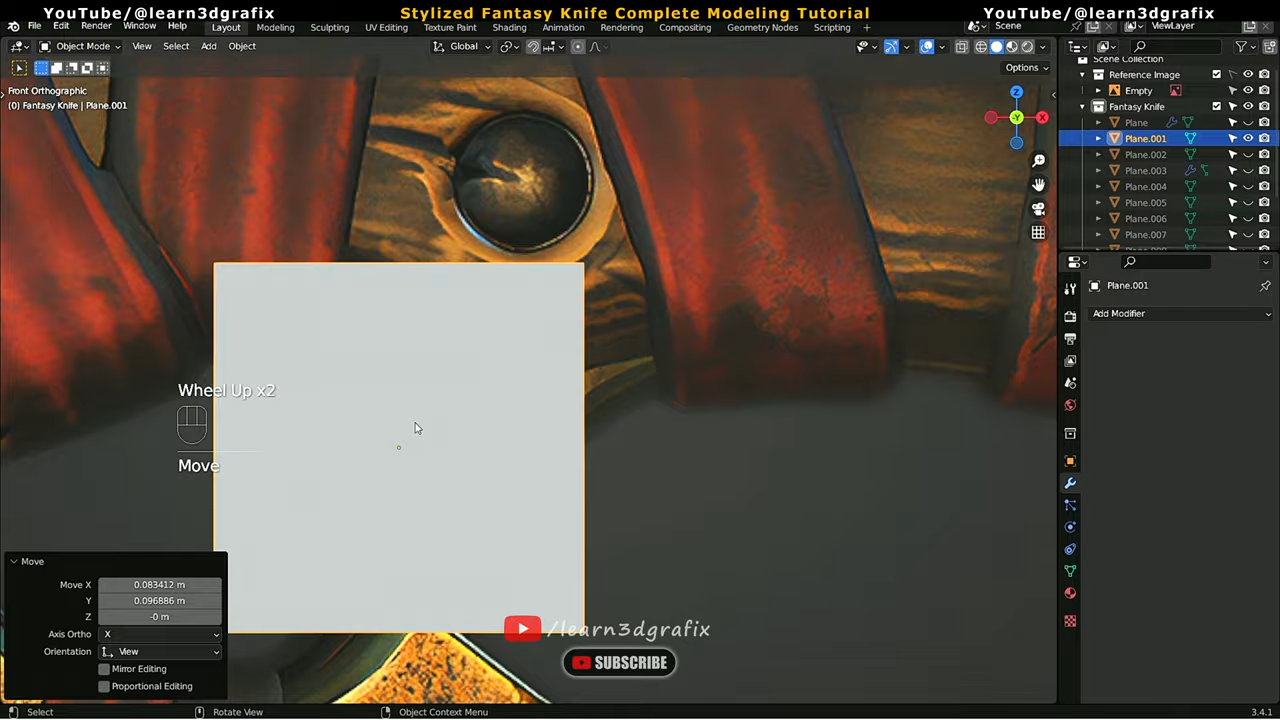 YouTube/@learn3dgrafix
Stylized Fantasy Knife Complete Modeling Tutorial
YouTube/@learn3dgrafix
File Edit Render Window Help
Layout Modeling Sculpting UV Editing Texture Paint Shading Animation Rendering Compositing Geometry Nodes Scripting +
Scene
ViewLayer
Object Mode View Select Add Object
Global
Options
Front Orthographic
(0) Fantasy Knife | Plane.001
Z
-Y
X
Scene Collection
Reference Image
Empty
Fantasy Knife
Plane
Plane.001
Plane.002
Plane.003
Plane.004
Plane.005
Plane.006
Plane.007
Plane.001
Add Modifier
Wheel Up x2
Move
Move
Move X 0.083412 m
Y 0.096886 m
Z -0 m
Axis Ortho X
Orientation View
Mirror Editing
Proportional Editing
/learn3dgrafix
SUBSCRIBE
Select
Rotate View
Object Context Menu
3.4.1